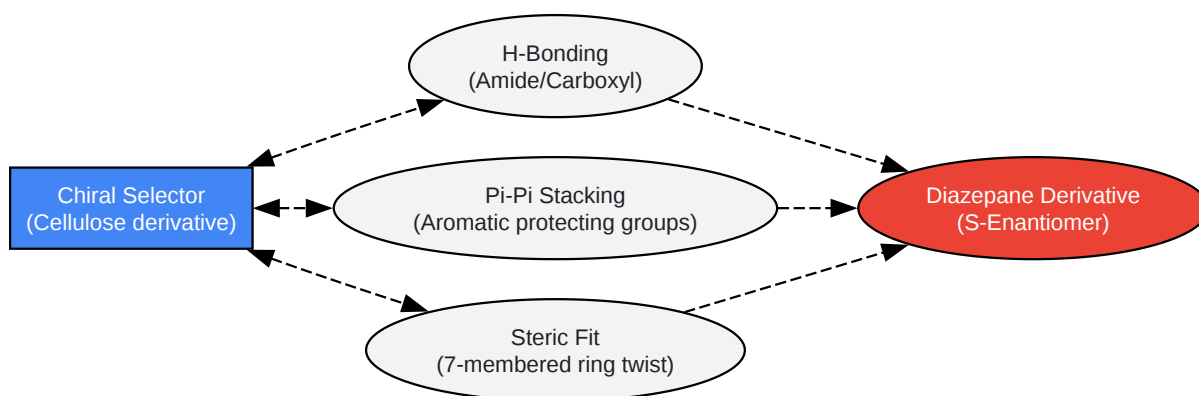 H-Bonding
(Amide/Carboxyl)
Chiral Selector
(Cellulose derivative)
Pi-Pi Stacking
(Aromatic protecting groups)
Diazepane Derivative
(S-Enantiomer)
Steric Fit
(7-membered ring twist)